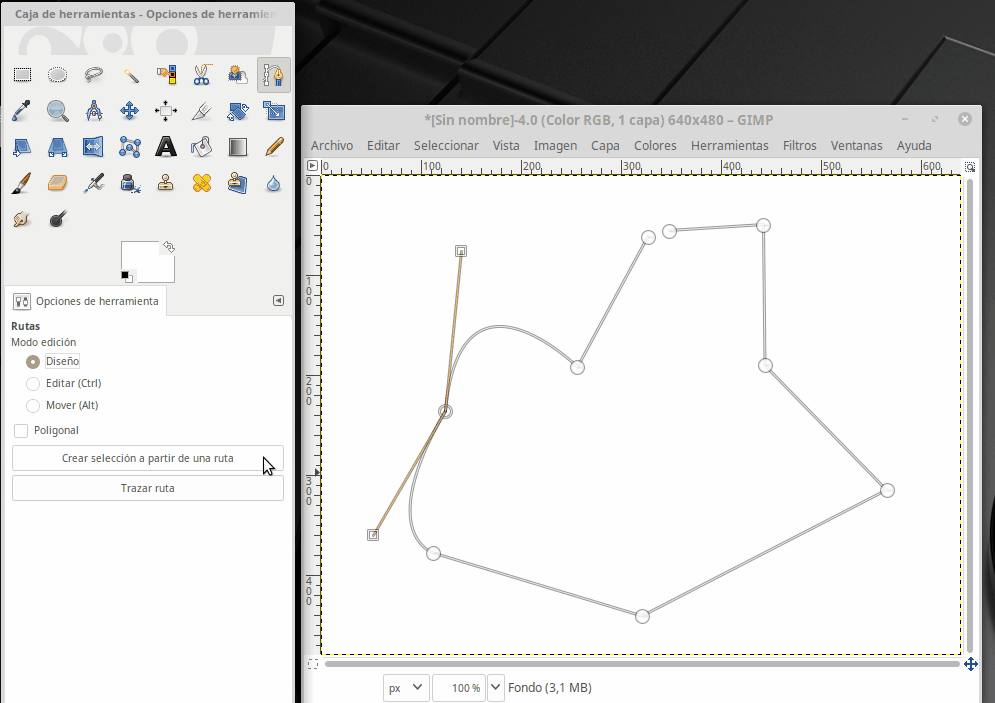 Caja de herramientas - Opciones de herramien
*[Sin nombre]-4.0 (Color RGB, 1 capa) 640x480 – GIMP
Archivo Editar Seleccionar Vista Imagen Capa Colores Herramientas Filtros Ventanas Ayuda
0 100 200 300 400 500 600
0
100
200
300
400
Opciones de herramienta
Rutas
Modo edición
Diseño
Editar (Ctrl)
Mover (Alt)
Poligonal
Crear selección a partir de una ruta
Trazar ruta
px 100 % Fondo (3,1 MB)